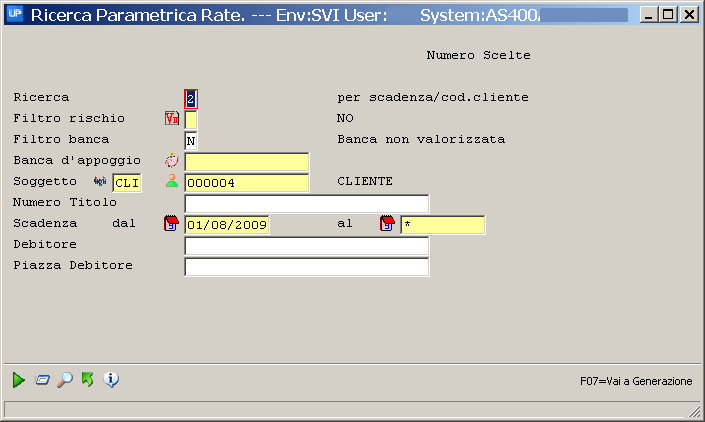 UP Ricerca Parametrica Rate. --- Env:SVI User: System:AS400/
Numero Scelte
Ricerca 2 per scadenza/cod.cliente
Filtro rischio NO
Filtro banca N Banca non valorizzata
Banca d'appoggio
Soggetto CLI 000004 CLIENTE
Numero Titolo
Scadenza dal 01/08/2009 al *
Debitore
Piazza Debitore
F07=Vai a Generazione